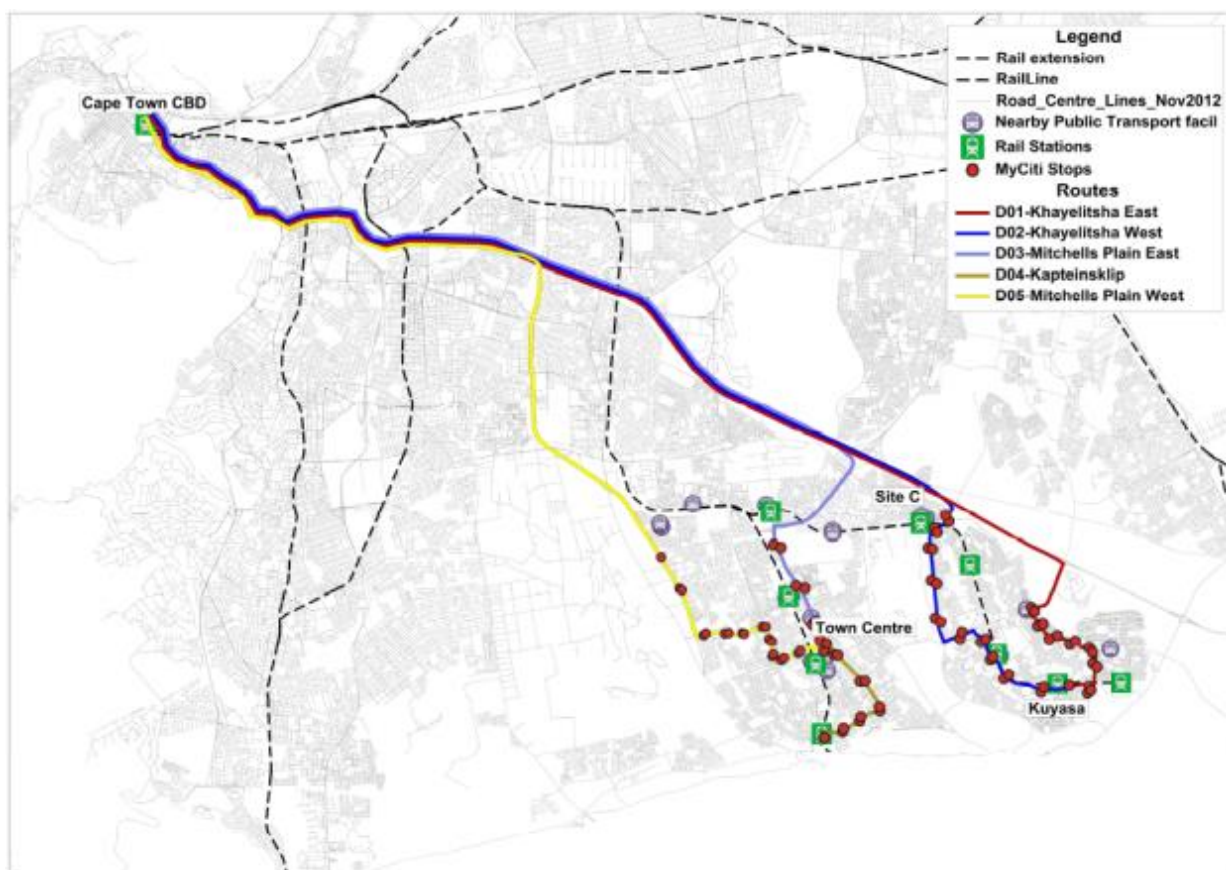 Legend
Rail extension
RailLine
Road_Centre_Lines_Nov2012
Nearby Public Transport facil
Rail Stations
MyCiti Stops
Routes
D01-Khayelitsha East
D02-Khayelitsha West
D03-Mitchells Plain East
D04-Kapteinsklip
D05-Mitchells Plain West
Cape Town CBD
Site C
Town Centre
Kuyasa